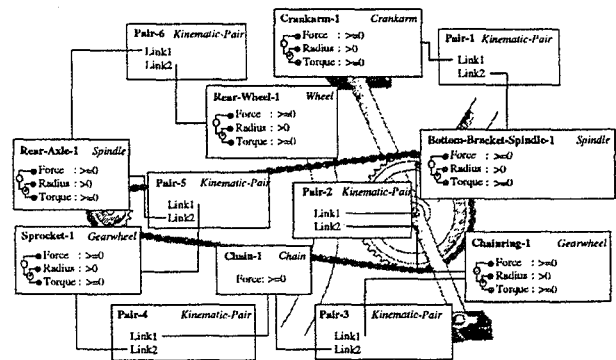 Crankarm-1 Crankarm
Force : >=0
Radius : >0
Torque : >=0
Pair-6 Kinematic-Pair
Link1
Link2
Pair-1 Kinematic-Pair
Link1
Link2
Rear-Wheel-1 Wheel
Force : >=0
Radius : >0
Torque : >=0
Rear-Axle-1 Spindle
Force : >=0
Radius : >0
Torque : >=0
Bottom-Bracket-Spindle-1 Spindle
Force : >=0
Radius : >0
Torque : >=0
Pair-5 Kinematic-Pair
Link1
Link2
Pair-2 Kinematic-Pair
Link1
Link2
Sprocket-1 Gearwheel
Force : >=0
Radius : >0
Torque : >=0
Chain-1 Chain
Force: >=0
Chainring-1 Gearwheel
Force : >=0
Radius : >0
Torque : >=0
Pair-4 Kinematic-Pair
Link1
Link2
Pair-3 Kinematic-Pair
Link1
Link2